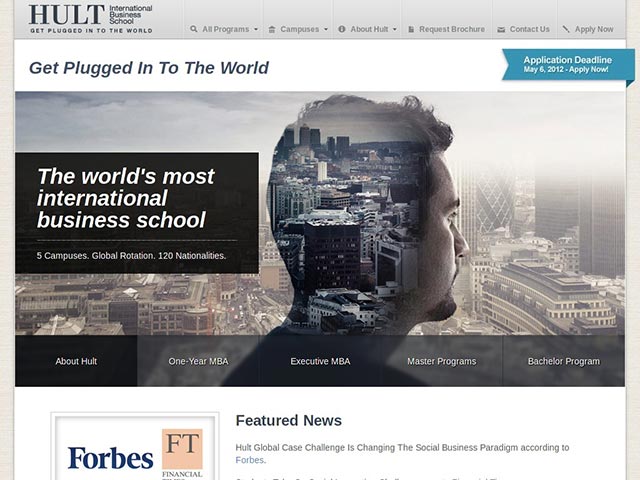 HULT International
Business
School
GET PLUGGED IN TO THE WORLD
All Programs
Campuses
About Hult
Request Brochure
Contact Us
Apply Now
Get Plugged In To The World
Application Deadline
May 6, 2012 - Apply Now!
The world's most
international
business school
5 Campuses. Global Rotation. 120 Nationalities.
About Hult
One-Year MBA
Executive MBA
Master Programs
Bachelor Program
Forbes
FT
FINANCIAL
Featured News
Hult Global Case Challenge Is Changing The Social Business Paradigm according to
Forbes.